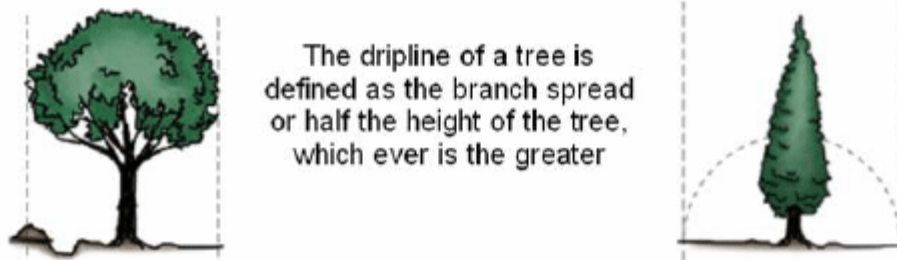 The dripline of a tree is
defined as the branch spread
or half the height of the tree,
which ever is the greater